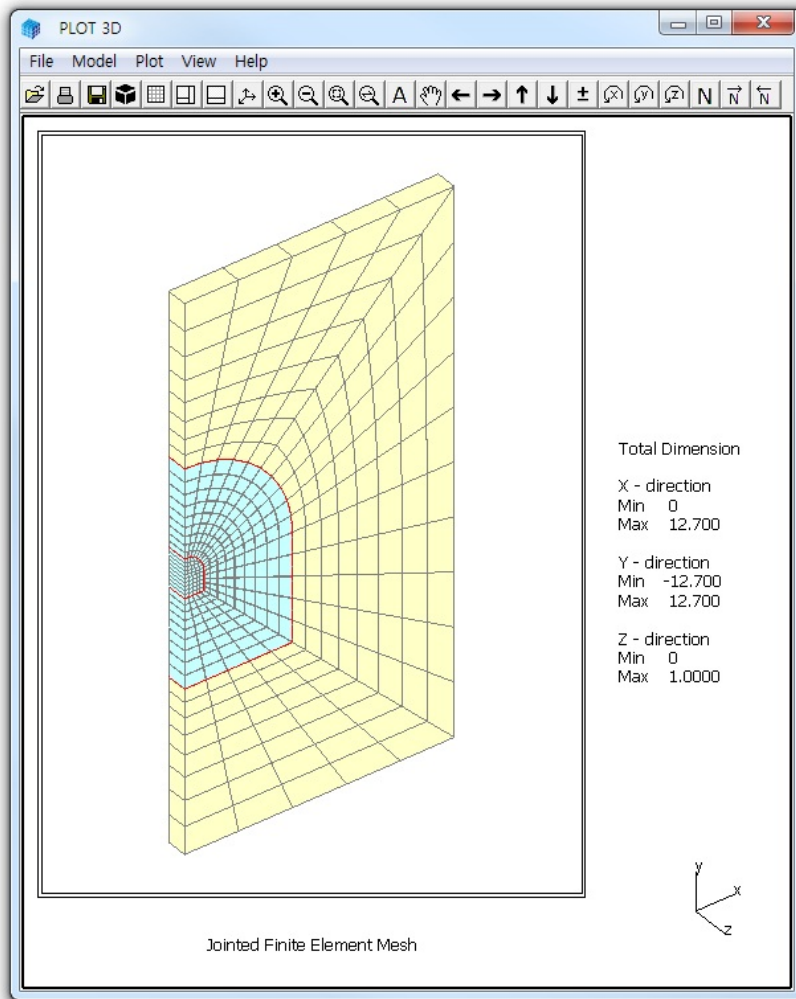 PLOT 3D
File Model Plot View Help
A ± x y z N N N
Total Dimension
X - direction
Min 0
Max 12.700
Y - direction
Min -12.700
Max 12.700
Z - direction
Min 0
Max 1.0000
y
x
z
Jointed Finite Element Mesh